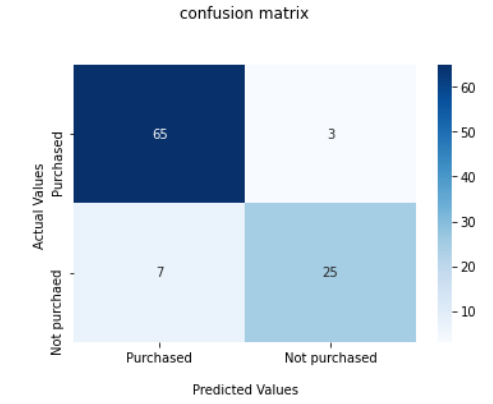 confusion matrix
Actual Values
Purchased
Not purchaed
65
3
7
25
Purchased
Not purchased
Predicted Values
60
50
40
30
20
10